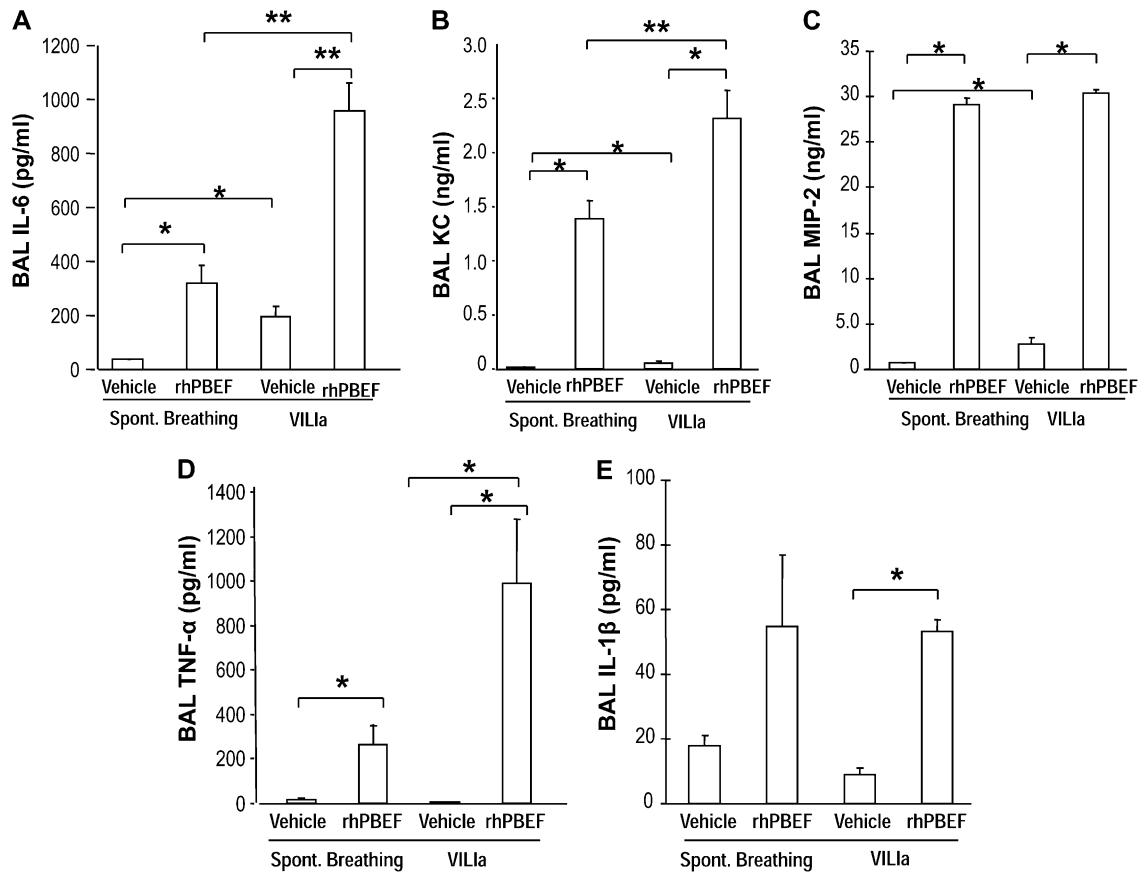 A
BAL IL-6 (pg/ml)
1200
1000
800
600
400
200
0
**
**
*
*
Vehicle rhPBEF Vehicle rhPBEF
Spont. Breathing VILIa
B
BAL KC (ng/ml)
3.0
2.5
2.0
1.5
1.0
0.5
0
**
*
*
*
Vehicle rhPBEF Vehicle rhPBEF
Spont. Breathing VILIa
C
BAL MIP-2 (ng/ml)
35
30
25
20
15
10
5.0
0
* *
*
Vehicle rhPBEF Vehicle rhPBEF
Spont. Breathing VILIa
D
BAL TNF-α (pg/ml)
1400
1200
1000
800
600
400
200
0
*
*
*
Vehicle rhPBEF Vehicle rhPBEF
Spont. Breathing VILIa
E
BAL IL-1β (pg/ml)
100
80
60
40
20
0
*
Vehicle rhPBEF Vehicle rhPBEF
Spont. Breathing VILIa